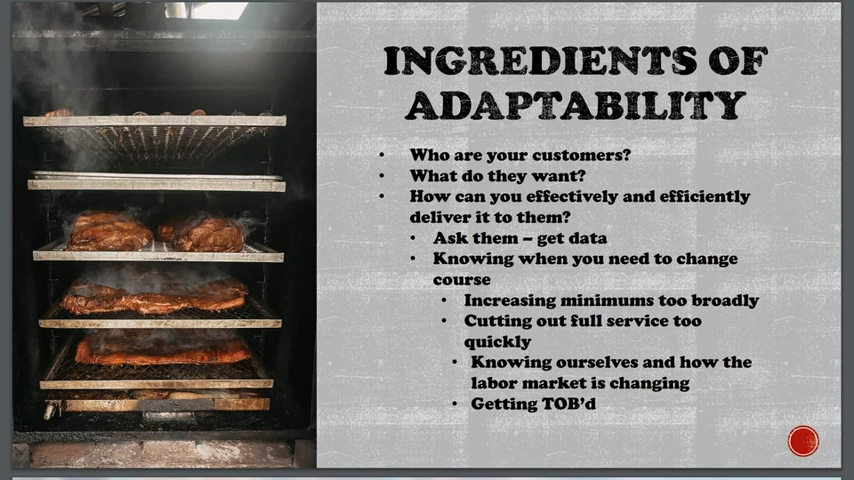 INGREDIENTS OF
ADAPTABILITY
• Who are your customers?
• What do they want?
• How can you effectively and efficiently
deliver it to them?
• Ask them – get data
• Knowing when you need to change
course
• Increasing minimums too broadly
• Cutting out full service too
quickly
• Knowing ourselves and how the
labor market is changing
• Getting TOB’d